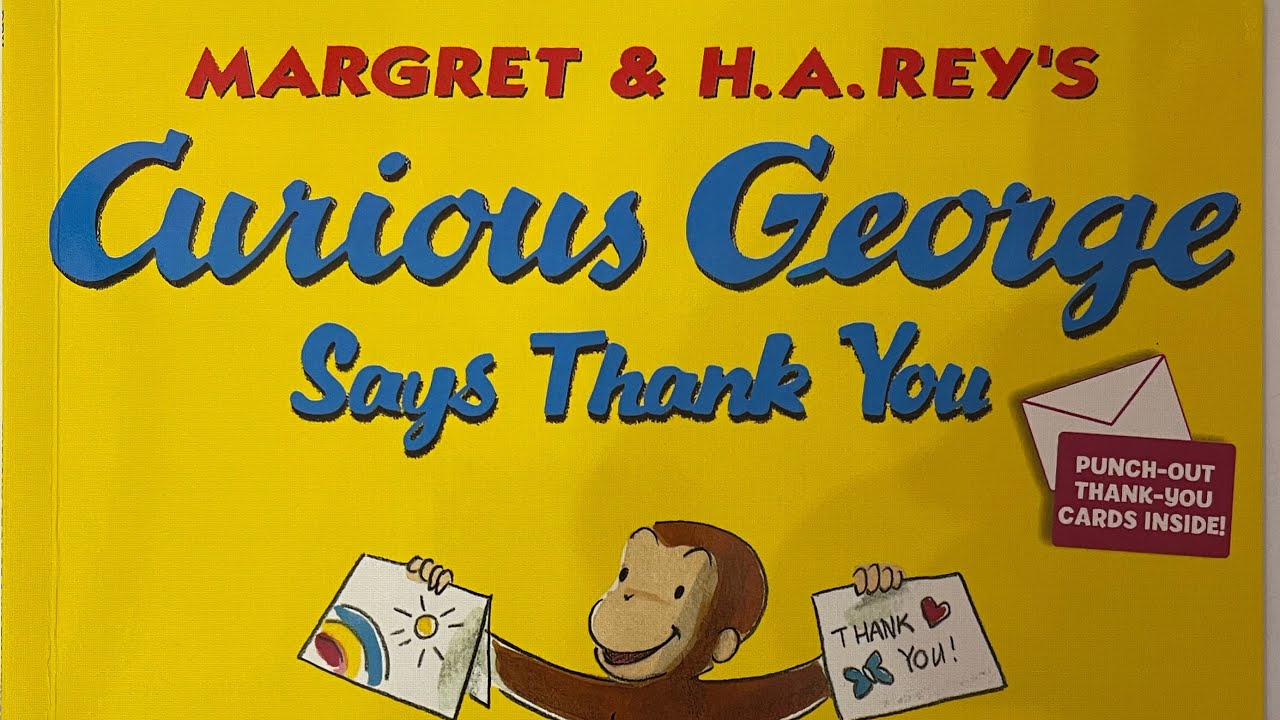 MARGRET & H.A.REY'S
Curious George
Says Thank You
PUNCH-OUT
THANK-YOU
CARDS INSIDE!
THANK
YOU!